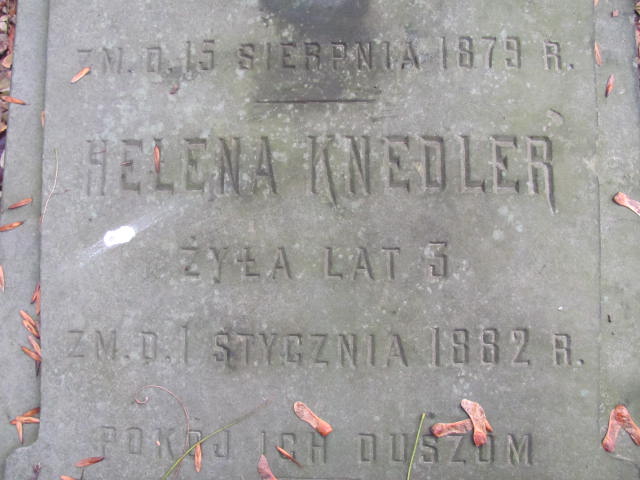 ZM. D. 15 SIERPNIA 1879 R.
HELENA KNEDLER
ŻYŁA LAT 3
ZM. D. 1 STYCZNIA 1882 R.
POKÓJ ICH DUSZOM